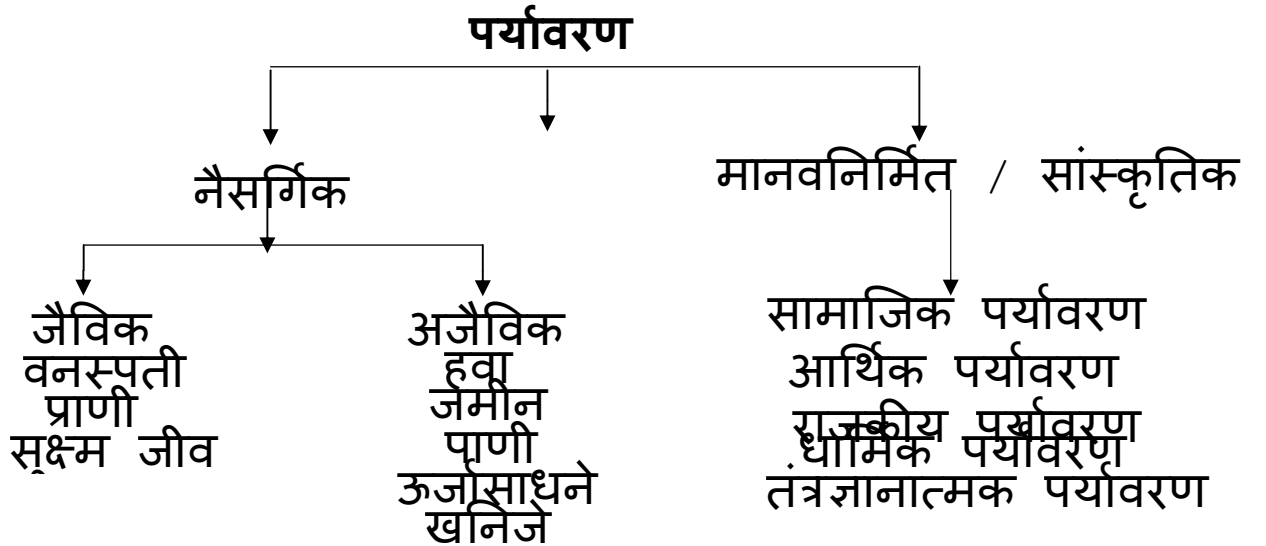 पर्यावरण
नैसर्गिक
मानवनिर्मित / सांस्कृतिक
जैविक
वनस्पती
प्राणी
सूक्ष्म जीव
अजैविक
हवा
जमीन
पाणी
ऊर्जासाधने
खनिजे
सामाजिक पर्यावरण
आर्थिक पर्यावरण
राजकीय पर्यावरण
धार्मिक पर्यावरण
तंत्रज्ञानात्मक पर्यावरण